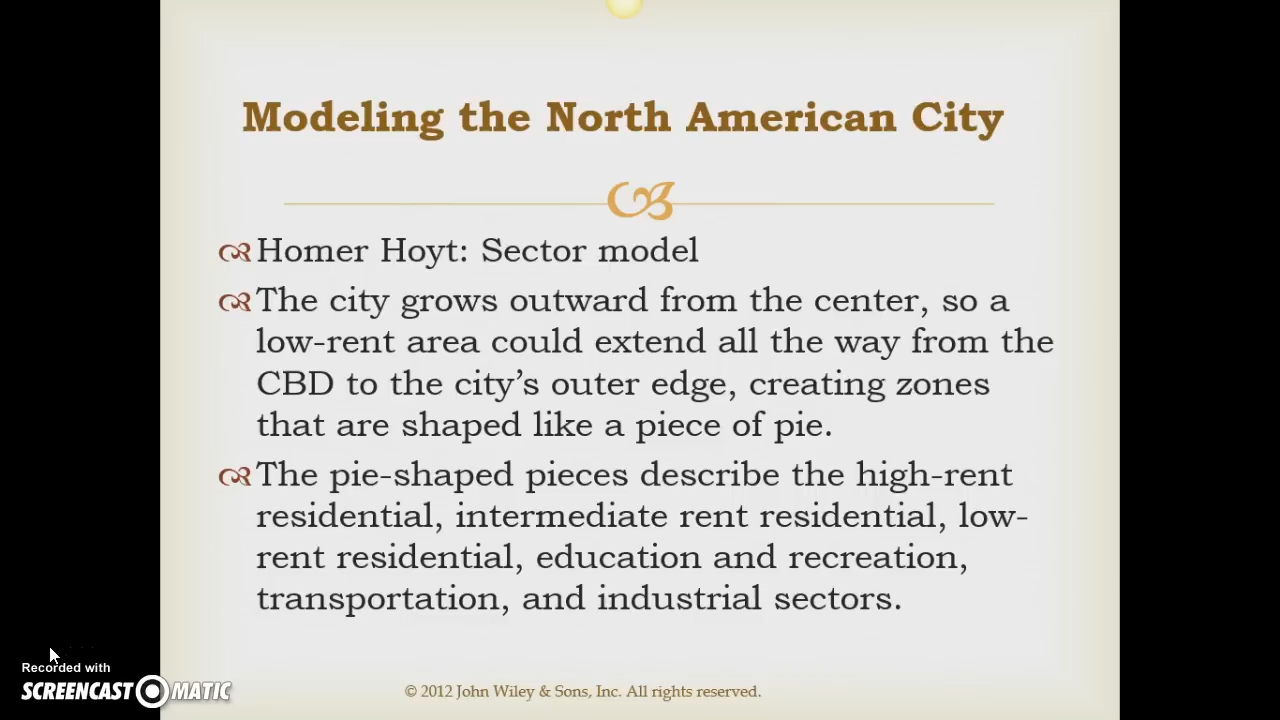 Modeling the North American City
Homer Hoyt: Sector model
The city grows outward from the center, so a
low-rent area could extend all the way from the
CBD to the city’s outer edge, creating zones
that are shaped like a piece of pie.
The pie-shaped pieces describe the high-rent
residential, intermediate rent residential, low-
rent residential, education and recreation,
transportation, and industrial sectors.
Recorded with
SCREENCAST MATIC
© 2012 John Wiley & Sons, Inc. All rights reserved.